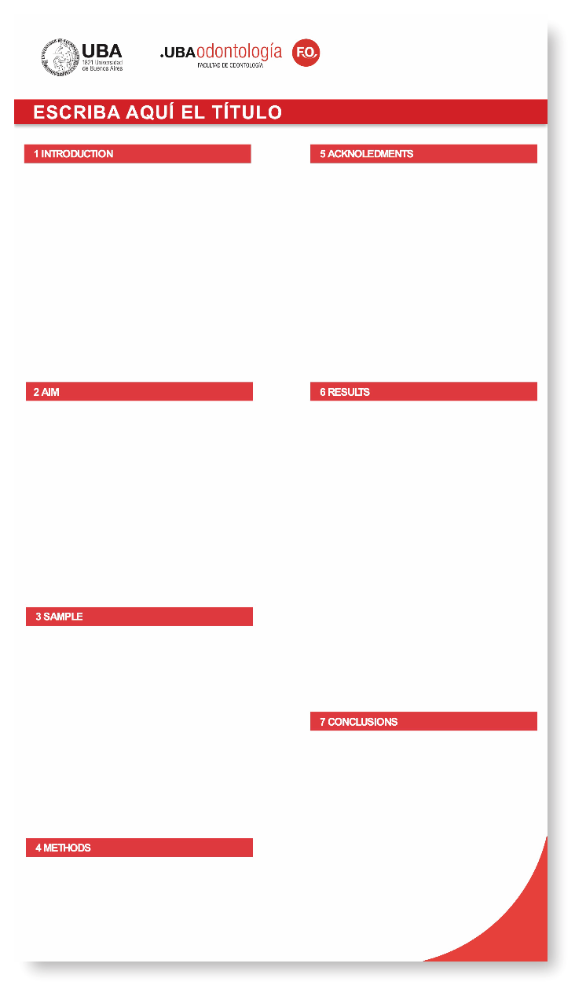 UBA
1821 Universidad
de Buenos Aires
.UBAodontología
FACULTAD DE ODONTOLOGÍA
F.O.
ESCRIBA AQUÍ EL TÍTULO
1 INTRODUCTION
2 AIM
3 SAMPLE
4 METHODS
5 ACKNOLEDMENTS
6 RESULTS
7 CONCLUSIONS